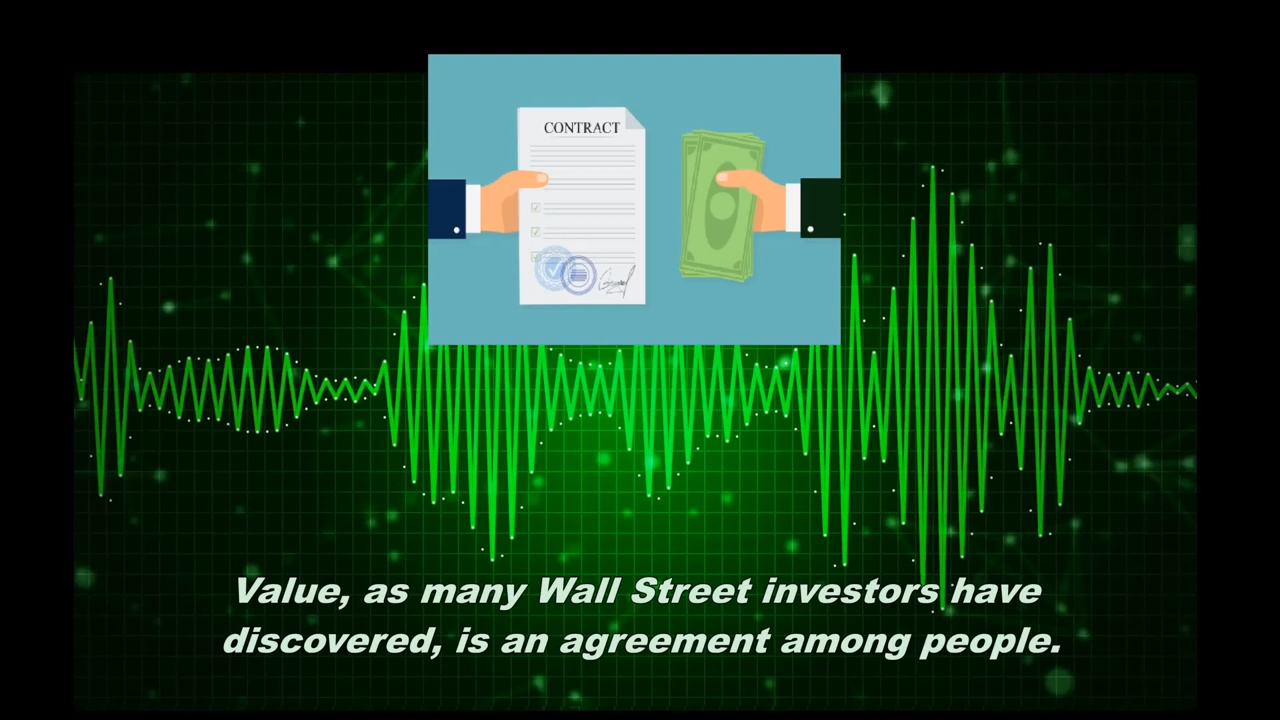 CONTRACT
Value, as many Wall Street investors have
discovered, is an agreement among people.